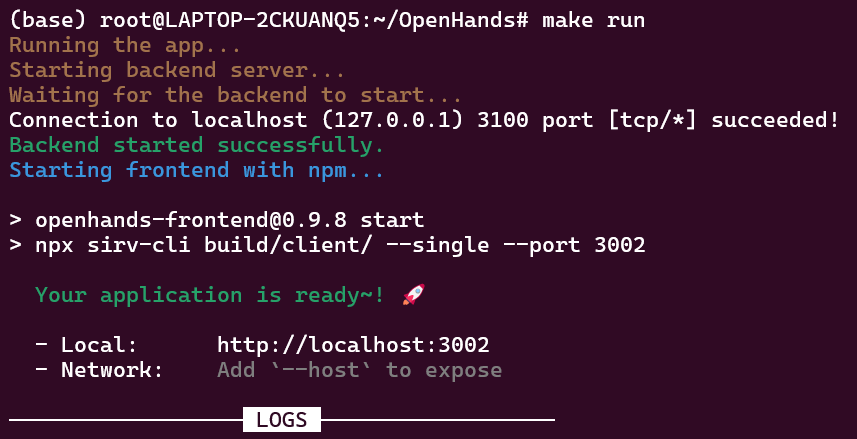 (base) root@LAPTOP-2CKUANQ5:~/OpenHands# make run
Running the app...
Starting backend server...
Waiting for the backend to start...
Connection to localhost (127.0.0.1) 3100 port [tcp/*] succeeded!
Backend started successfully.
Starting frontend with npm...
> openhands-frontend@0.9.8 start
> npx sirv-cli build/client/ --single --port 3002
Your application is ready~! 🚀
- Local: http://localhost:3002
- Network: Add `--host` to expose
LOGS